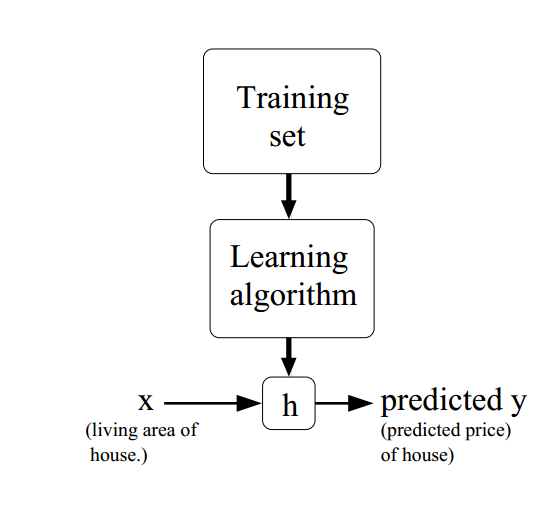 Training
set
Learning
algorithm
x
h
predicted y
(living area of
house.)
(predicted price)
of house)